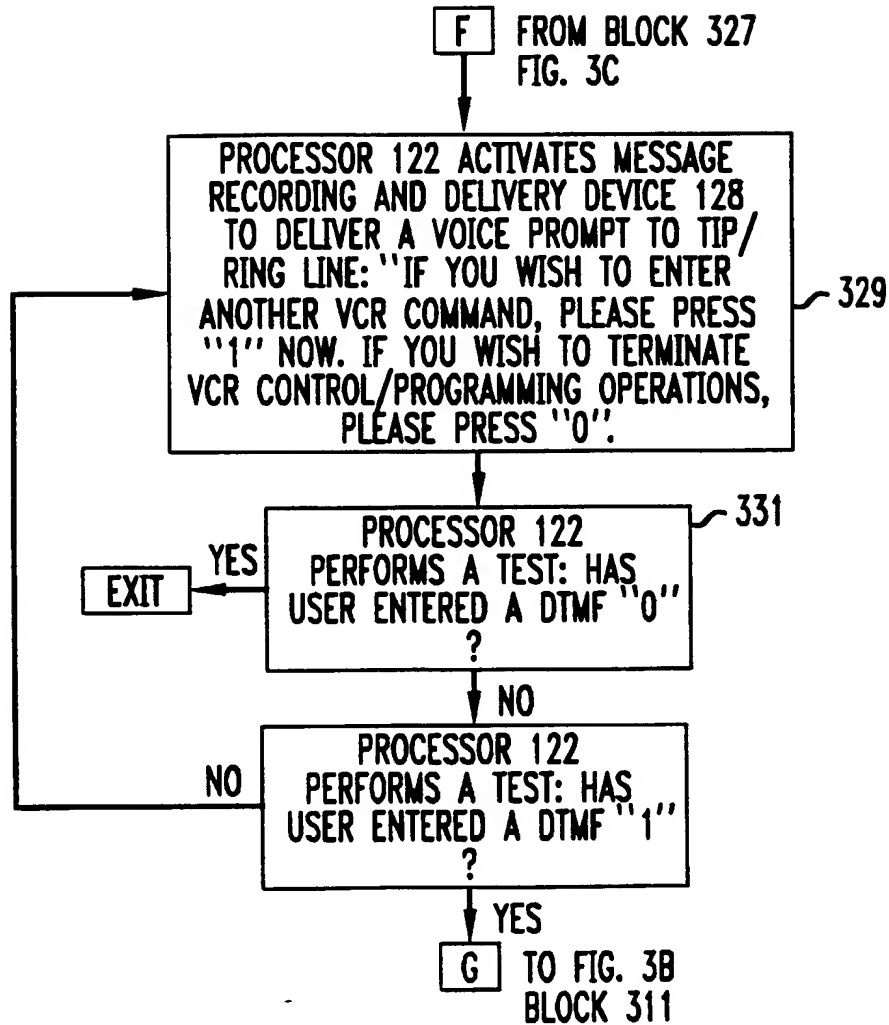 F FROM BLOCK 327
FIG. 3C
PROCESSOR 122 ACTIVATES MESSAGE
RECORDING AND DELIVERY DEVICE 128
TO DELIVER A VOICE PROMPT TO TIP/
RING LINE: "IF YOU WISH TO ENTER
ANOTHER VCR COMMAND, PLEASE PRESS
"1" NOW. IF YOU WISH TO TERMINATE
VCR CONTROL/PROGRAMMING OPERATIONS,
PLEASE PRESS "0".
329
331
PROCESSOR 122
PERFORMS A TEST: HAS
USER ENTERED A DTMF "0"
?
YES
EXIT
NO
PROCESSOR 122
PERFORMS A TEST: HAS
USER ENTERED A DTMF "1"
?
NO
YES
G TO FIG. 3B
BLOCK 311